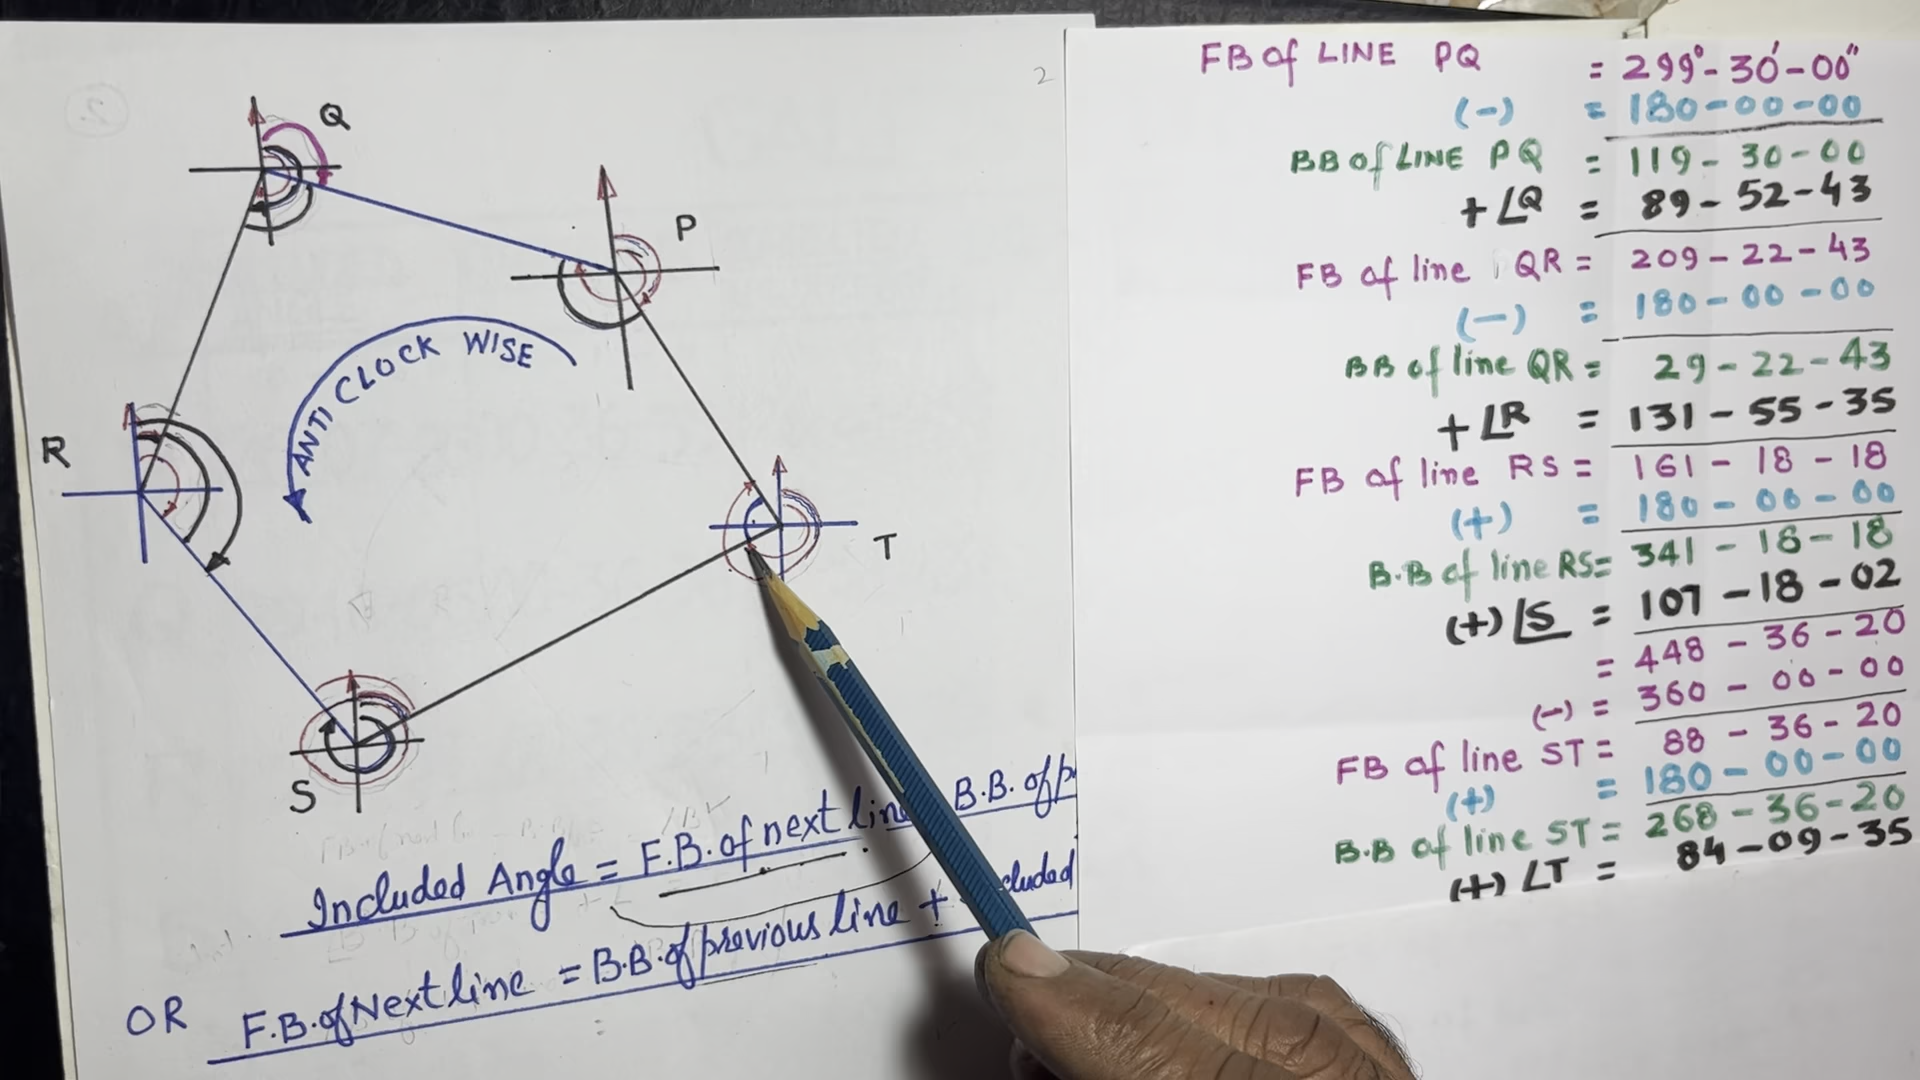 2
Q
P
ANTI CLOCK WISE
R
T
S
Included Angle = F.B. of next line B.B. of
OR F.B. of Next line = B.B. of previous line +
FB of LINE PQ = 299°-30'-00"
(-) = 180-00-00
BB of LINE PQ = 119-30-00
+∠Q = 89-52-43
FB of line QR = 209-22-43
(-) = 180-00-00
BB of line QR = 29-22-43
+∠R = 131-55-35
FB of line RS = 161-18-18
(+) = 180-00-00
B.B of line RS = 341-18-18
(+) ∠S = 107-18-02
= 448-36-20
(-) = 360-00-00
FB of line ST = 88-36-20
(+) = 180-00-00
B.B of line ST = 268-36-20
(+) ∠T = 84-09-35